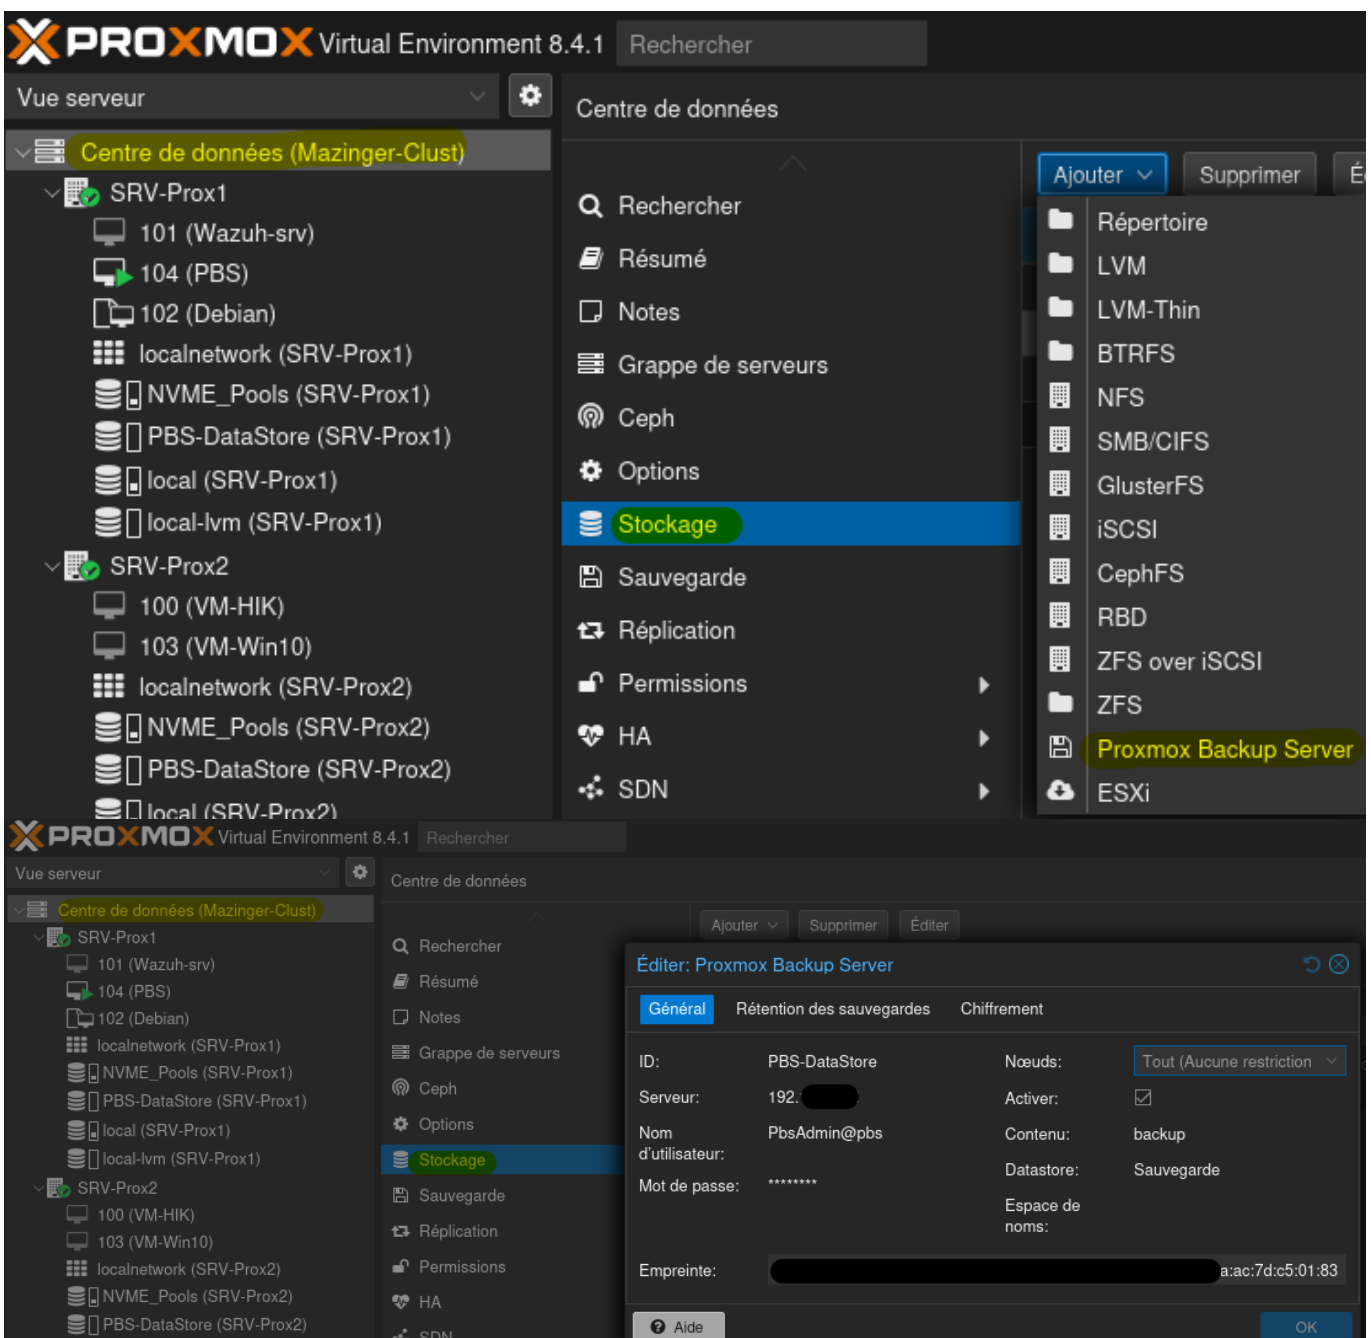 PROXMOX Virtual Environment 8.4.1 Rechercher
Vue serveur
Centre de données (Mazinger-Clust)
SRV-Prox1
101 (Wazuh-srv)
104 (PBS)
102 (Debian)
localnetwork (SRV-Prox1)
NVME_Pools (SRV-Prox1)
PBS-DataStore (SRV-Prox1)
local (SRV-Prox1)
local-lvm (SRV-Prox1)
SRV-Prox2
100 (VM-HIK)
103 (VM-Win10)
localnetwork (SRV-Prox2)
NVME_Pools (SRV-Prox2)
PBS-DataStore (SRV-Prox2)
local (SRV-Prox2)
Centre de données
Rechercher
Résumé
Notes
Grappe de serveurs
Ceph
Options
Stockage
Sauvegarde
Réplication
Permissions
HA
SDN
Ajouter Supprimer É
Répertoire
LVM
LVM-Thin
BTRFS
NFS
SMB/CIFS
GlusterFS
iSCSI
CephFS
RBD
ZFS over iSCSI
ZFS
Proxmox Backup Server
ESXi
PROXMOX Virtual Environment 8.4.1 Rechercher
Vue serveur
Centre de données (Mazinger-Clust)
SRV-Prox1
101 (Wazuh-srv)
104 (PBS)
102 (Debian)
localnetwork (SRV-Prox1)
NVME_Pools (SRV-Prox1)
PBS-DataStore (SRV-Prox1)
local (SRV-Prox1)
local-lvm (SRV-Prox1)
SRV-Prox2
100 (VM-HIK)
103 (VM-Win10)
localnetwork (SRV-Prox2)
NVME_Pools (SRV-Prox2)
PBS-DataStore (SRV-Prox2)
Centre de données
Rechercher
Résumé
Notes
Grappe de serveurs
Ceph
Options
Stockage
Sauvegarde
Réplication
Permissions
HA
SDN
Ajouter Supprimer Éditer
Éditer: Proxmox Backup Server
Général Rétention des sauvegardes Chiffrement
ID: PBS-DataStore
Serveur: 192.
Nom
d'utilisateur: PbsAdmin@pbs
Mot de passe: ********
Nœuds: Tout (Aucune restriction
Activer:
Contenu: backup
Datastore: Sauvegarde
Espace de
noms:
Empreinte: a:ac:7d:c5:01:83
Aide OK